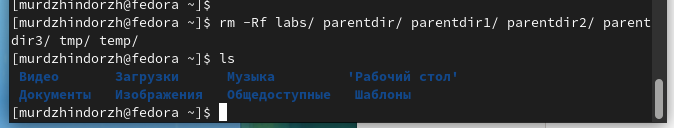 [murdzhindorzh@fedora ~]$
[murdzhindorzh@fedora ~]$ rm -Rf labs/ parentdir/ parentdir1/ parentdir2/ parent
dir3/ tmp/ temp/
[murdzhindorzh@fedora ~]$ ls
Видео Загрузки Музыка 'Рабочий стол'
Документы Изображения Общедоступные Шаблоны
[murdzhindorzh@fedora ~]$